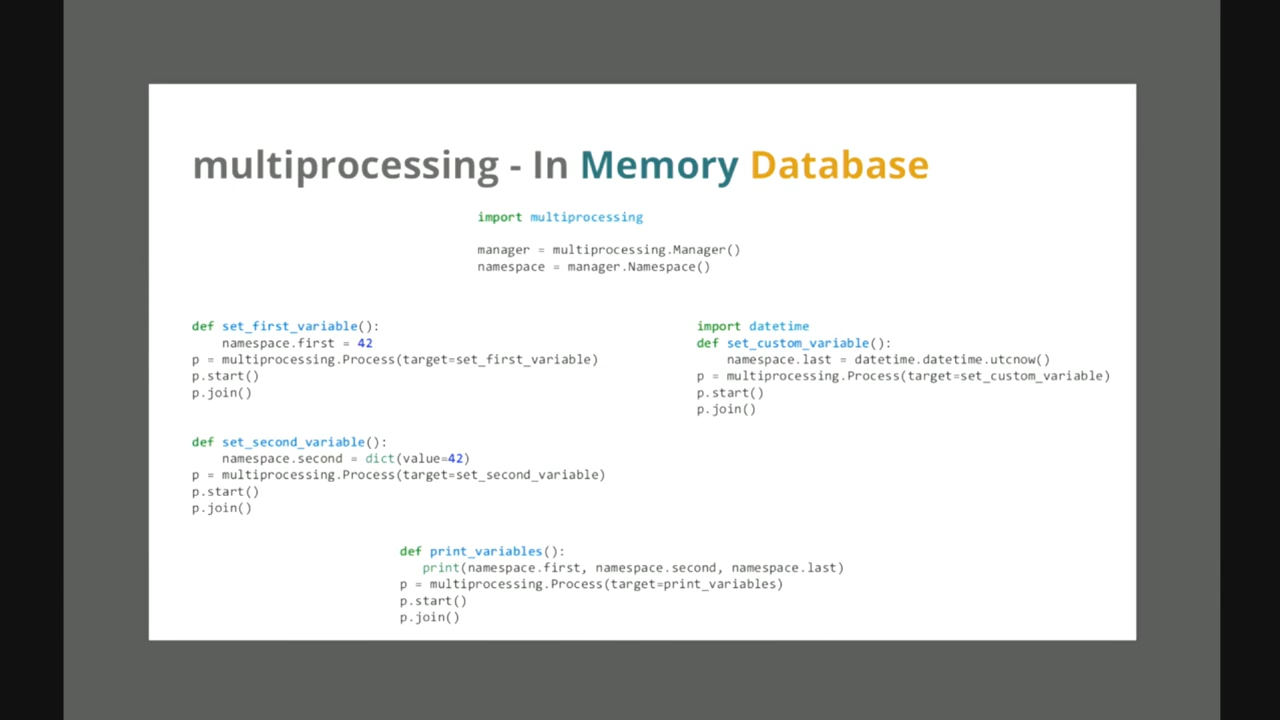 multiprocessing - In Memory Database
import multiprocessing
manager = multiprocessing.Manager()
namespace = manager.Namespace()
def set_first_variable():
    namespace.first = 42
p = multiprocessing.Process(target=set_first_variable)
p.start()
p.join()
def set_second_variable():
    namespace.second = dict(value=42)
p = multiprocessing.Process(target=set_second_variable)
p.start()
p.join()
import datetime
def set_custom_variable():
    namespace.last = datetime.datetime.utcnow()
p = multiprocessing.Process(target=set_custom_variable)
p.start()
p.join()
def print_variables():
   print(namespace.first, namespace.second, namespace.last)
p = multiprocessing.Process(target=print_variables)
p.start()
p.join()